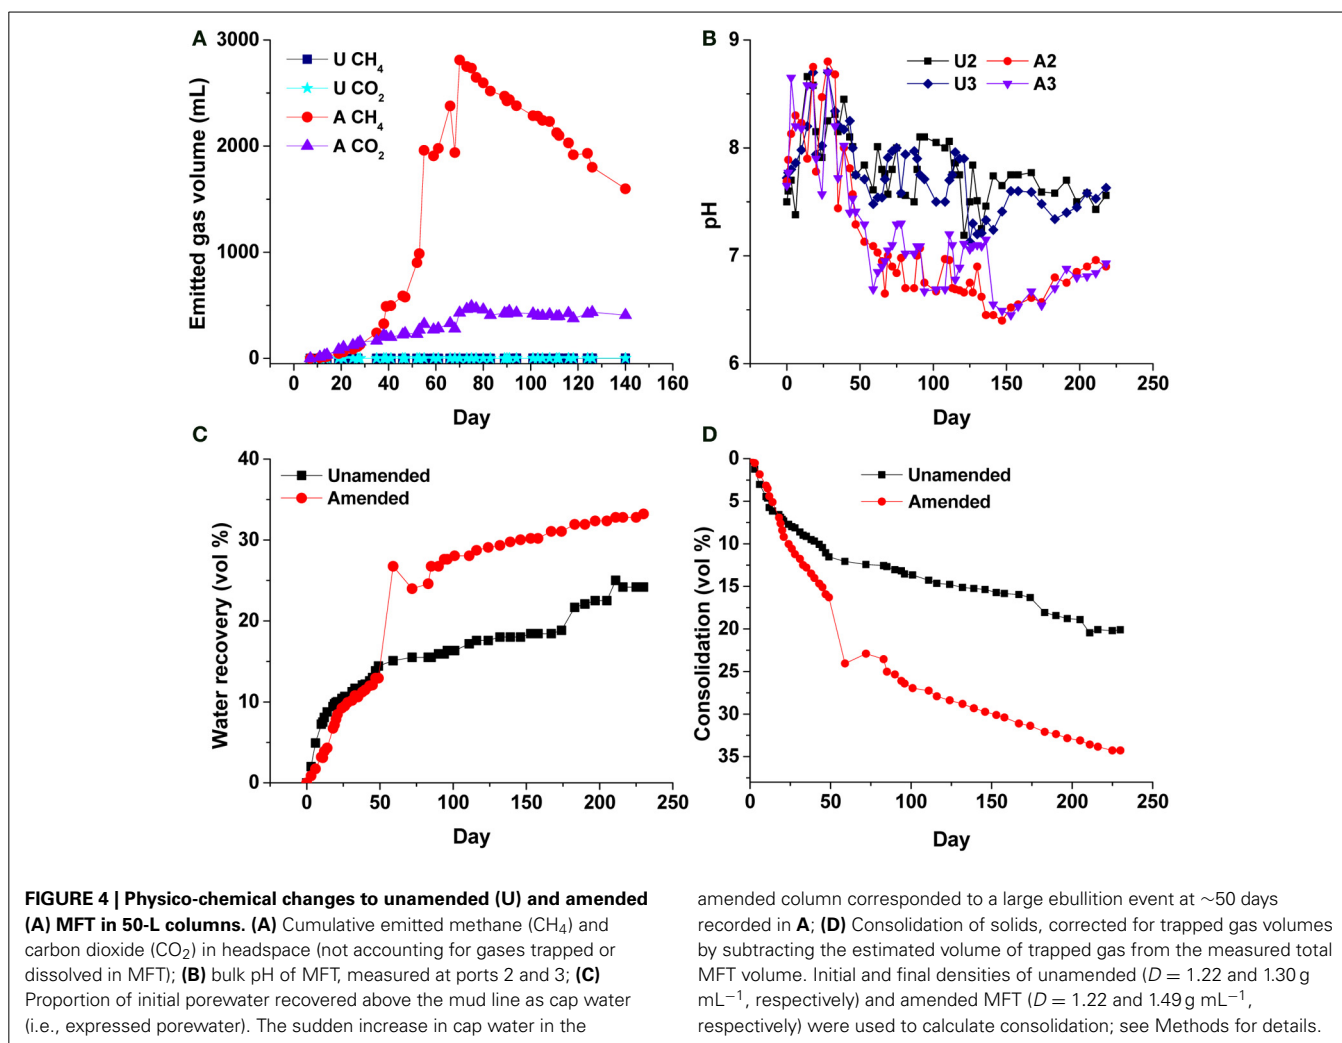 A
3000
2000
1000
0
Emitted gas volume (mL)
U CH4
U CO2
A CH4
A CO2
0 20 40 60 80 100 120 140 160
Day
B
9
8
7
6
pH
U2 A2
U3 A3
0 50 100 150 200 250
Day
C
40
30
20
10
0
Water recovery (vol %)
Unamended
Amended
0 50 100 150 200 250
Day
D
0
5
10
15
20
25
30
35
Consolidation (vol %)
Unamended
Amended
0 50 100 150 200 250
Day
FIGURE 4 | Physico-chemical changes to unamended (U) and amended
(A) MFT in 50-L columns. (A) Cumulative emitted methane (CH4) and
carbon dioxide (CO2) in headspace (not accounting for gases trapped or
dissolved in MFT); (B) bulk pH of MFT, measured at ports 2 and 3; (C)
Proportion of initial porewater recovered above the mud line as cap water
(i.e., expressed porewater). The sudden increase in cap water in the
amended column corresponded to a large ebullition event at ∼50 days
recorded in A; (D) Consolidation of solids, corrected for trapped gas volumes
by subtracting the estimated volume of trapped gas from the measured total
MFT volume. Initial and final densities of unamended (D = 1.22 and 1.30 g
mL−1, respectively) and amended MFT (D = 1.22 and 1.49 g mL−1,
respectively) were used to calculate consolidation; see Methods for details.